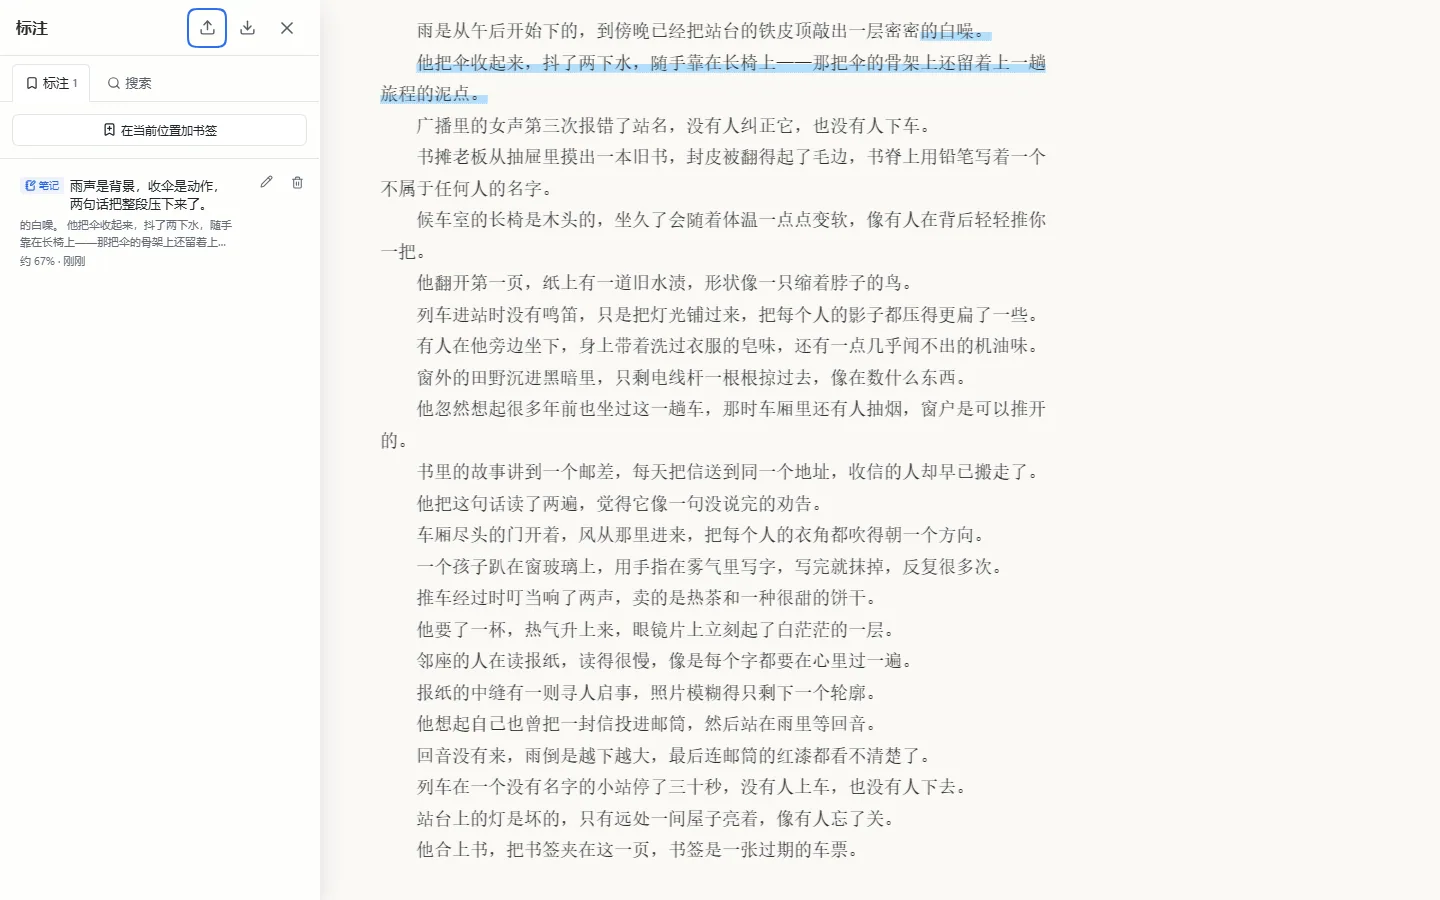 标注
标注 1
搜索
在当前位置加书签
笔记 雨声是背景，收伞是动作，
两句话把整段压下来了。
的白噪。 他把伞收起来，抖了两下水，随手
靠在长椅上——那把伞的骨架上还留着上...
约 67% · 刚刚
雨是从午后开始下的，到傍晚已经把站台的铁皮顶敲出一层密密的白噪。
他把伞收起来，抖了两下水，随手靠在长椅上——那把伞的骨架上还留着上一趟
旅程的泥点。
广播里的女声第三次报错了站名，没有人纠正它，也没有人下车。
书摊老板从抽屉里摸出一本旧书，封皮被翻得起了毛边，书脊上用铅笔写着一个
不属于任何人的名字。
候车室的长椅是木头的，坐久了会随着体温一点点变软，像有人在背后轻轻推你
一把。
他翻开第一页，纸上有一道旧水渍，形状像一只缩着脖子的鸟。
列车进站时没有鸣笛，只是把灯光铺过来，把每个人的影子都压得更扁了一些。
有人在他旁边坐下，身上带着洗过衣服的皂味，还有一点几乎闻不出的机油味。
窗外的田野沉进黑暗里，只剩电线杆一根根掠过去，像在数什么东西。
他忽然想起很多年前也坐过这一趟车，那时车厢里还有人抽烟，窗户是可以推开
的。
书里的故事讲到一个邮差，每天把信送到同一个地址，收信的人却早已搬走了。
他把这句话读了两遍，觉得它像一句没说完的劝告。
车厢尽头的门开着，风从那里进来，把每个人的衣角都吹得朝一个方向。
一个孩子趴在窗玻璃上，用手指在雾气里写字，写完就抹掉，反复很多次。
推车经过时叮当响了两声，卖的是热茶和一种很甜的饼干。
他要了一杯，热气升上来，眼镜片上立刻起了白茫茫的一层。
邻座的人在读报纸，读得很慢，像是每个字都要在心里过一遍。
报纸的中缝有一则寻人启事，照片模糊得只剩下一个轮廓。
他想起自己也曾把一封信投进邮筒，然后站在雨里等回音。
回音没有来，雨倒是越下越大，最后连邮筒的红漆都看不清楚了。
列车在一个没有名字的小站停了三十秒，没有人上车，也没有人下去。
站台上的灯是坏的，只有远处一间屋子亮着，像有人忘了关。
他合上书，把书签夹在这一页，书签是一张过期的车票。